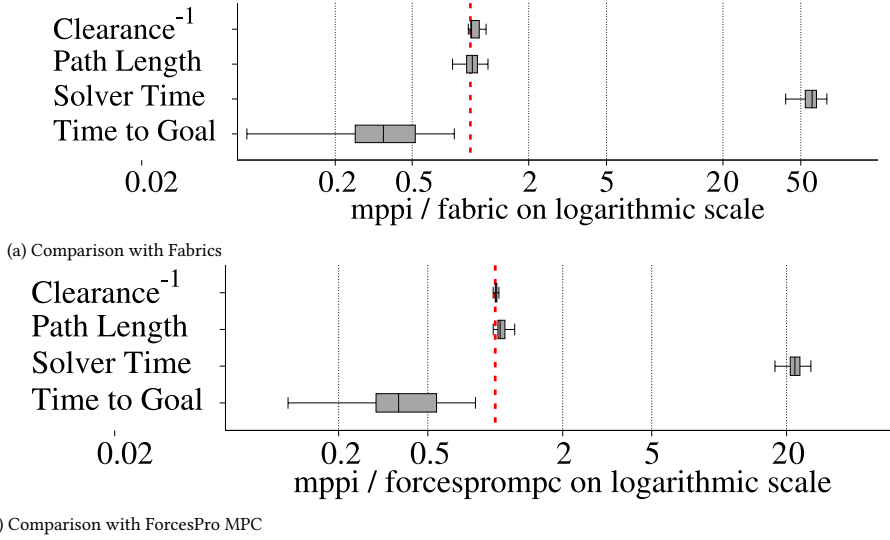 Clearance-1
Path Length
Solver Time
Time to Goal
0.02 0.2 0.5 2 5 20 50
mppi / fabric on logarithmic scale
(a) Comparison with Fabrics
Clearance-1
Path Length
Solver Time
Time to Goal
0.02 0.2 0.5 2 5 20
mppi / forcesprompc on logarithmic scale
) Comparison with ForcesPro MPC